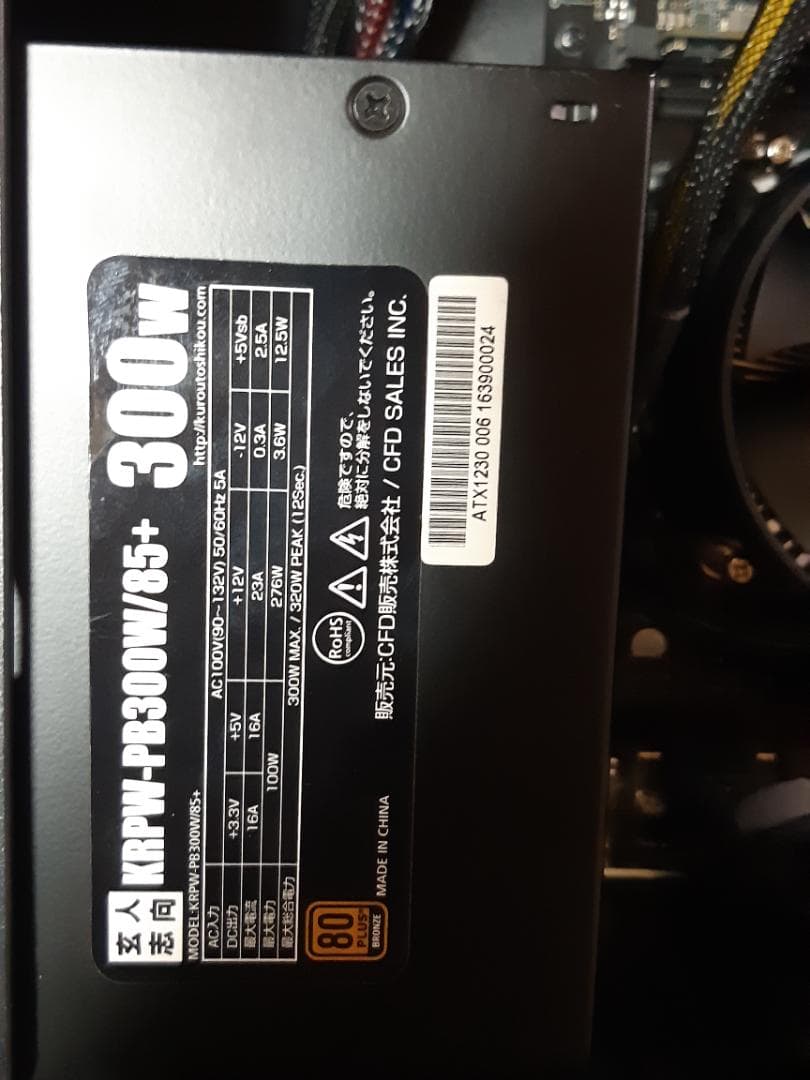 玄人
志向
KRPW-PB300W/85+ 300W
MODEL:KRPW-PB300W/85+ http://kuroutoshikou.com
AC入力 AC100V(90~132V) 50/60Hz 5A
DC出力 +3.3V +5V +12V -12V +5Vsb
最大電流 16A 16A 23A 0.3A 2.5A
最大電力 100W 276W 3.6W 12.5W
最大総合電力 300W MAX. / 320W PEAK (12Sec.)
80
PLUS
BRONZE
MADE IN CHINA
RoHS
compliant
危険ですので、
絶対に分解をしないでください。
販売元:CFD販売株式会社 / CFD SALES INC.
ATX1230 006 163900024